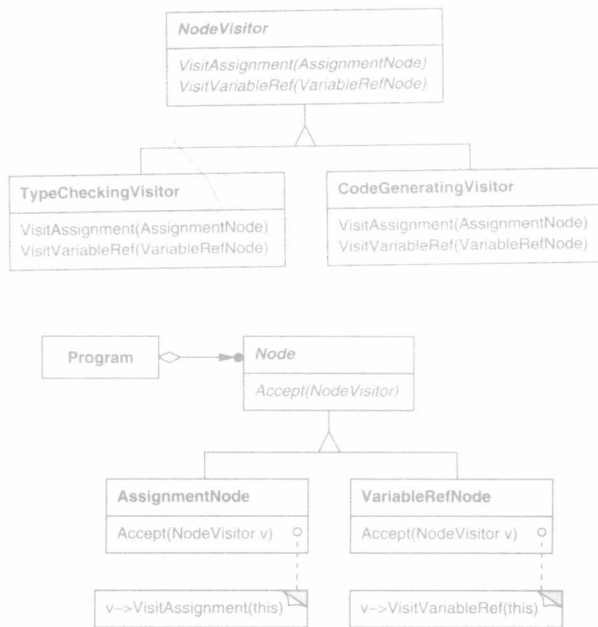 NodeVisitor
VisitAssignment(AssignmentNode)
VisitVariableRef(VariableRefNode)
TypeCheckingVisitor
VisitAssignment(AssignmentNode)
VisitVariableRef(VariableRefNode)
CodeGeneratingVisitor
VisitAssignment(AssignmentNode)
VisitVariableRef(VariableRefNode)
Program
Node
Accept(NodeVisitor)
AssignmentNode
Accept(NodeVisitor v)
v–>VisitAssignment(this)
VariableRefNode
Accept(NodeVisitor v)
v–>VisitVariableRef(this)